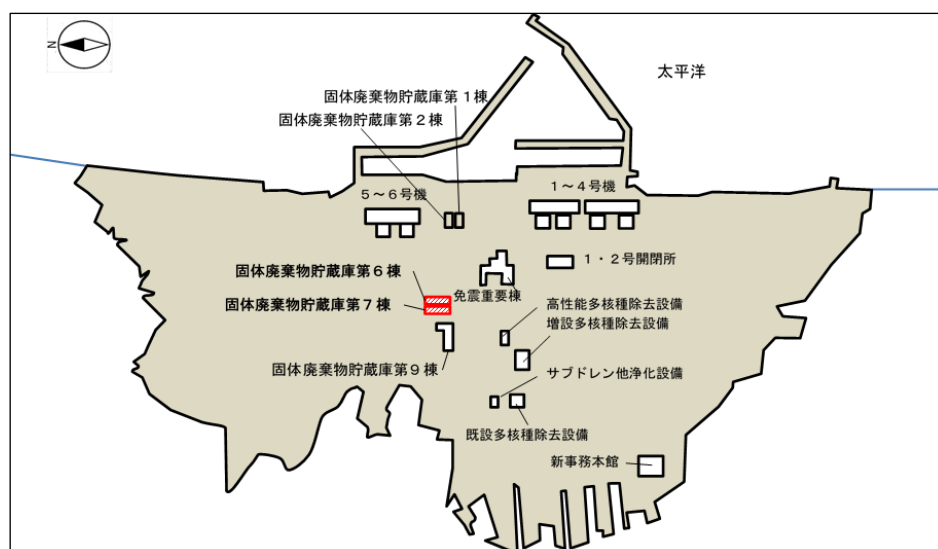 N
太平洋
固体廃棄物貯蔵庫第１棟
固体廃棄物貯蔵庫第２棟
５～６号機
１～４号機
１・２号開閉所
固体廃棄物貯蔵庫第６棟
免震重要棟
固体廃棄物貯蔵庫第７棟
高性能多核種除去設備
増設多核種除去設備
固体廃棄物貯蔵庫第９棟
サブドレン他浄化設備
既設多核種除去設備
新事務本館